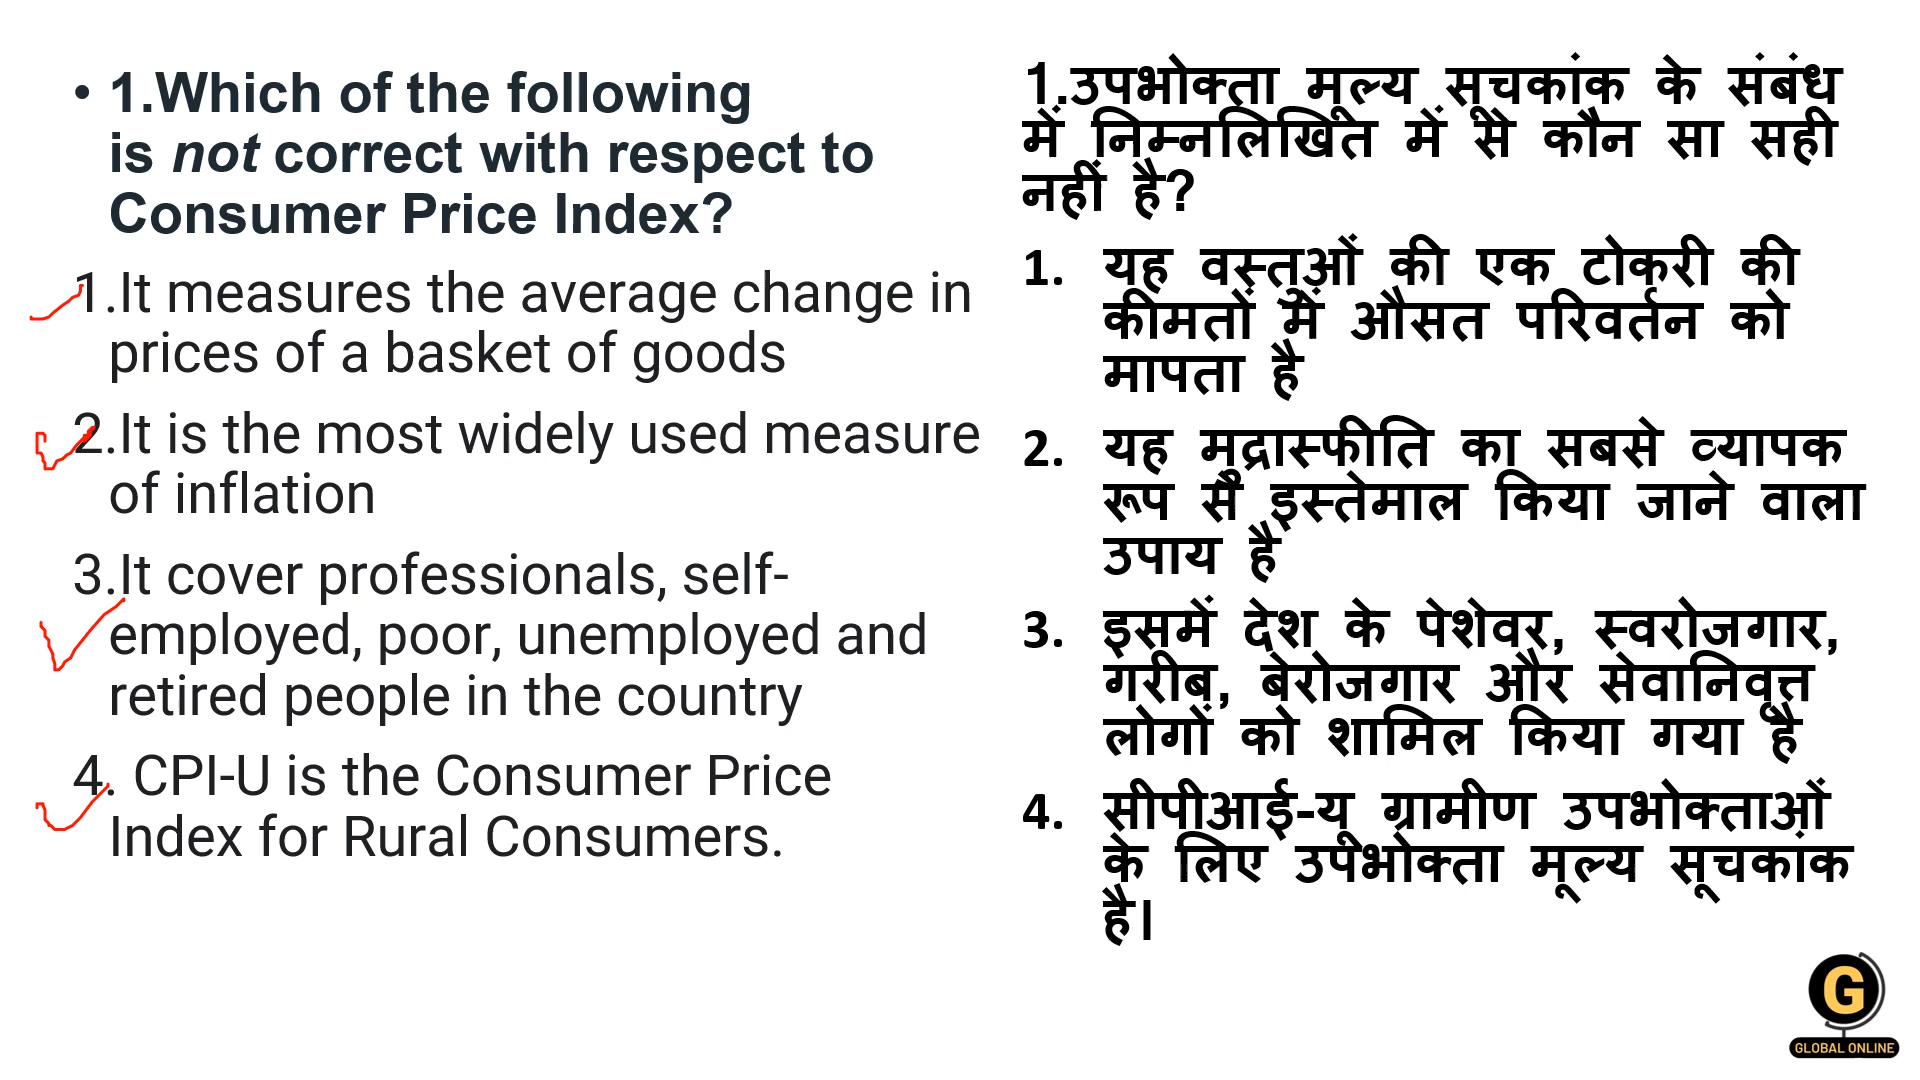 • 1.Which of the following
is not correct with respect to
Consumer Price Index?
1.It measures the average change in
prices of a basket of goods
2.It is the most widely used measure
of inflation
3.It cover professionals, self-
employed, poor, unemployed and
retired people in the country
4. CPI-U is the Consumer Price
Index for Rural Consumers.
1.उपभोक्ता मूल्य सूचकांक के संबंध
में निम्नलिखित में से कौन सा सही
नहीं है?
1. यह वस्तुओं की एक टोकरी की
कीमतों में औसत परिवर्तन को
मापता है
2. यह मुद्रास्फीति का सबसे व्यापक
रूप से इस्तेमाल किया जाने वाला
उपाय है
3. इसमें देश के पेशेवर, स्वरोजगार,
गरीब, बेरोजगार और सेवानिवृत्त
लोगों को शामिल किया गया है
4. सीपीआई-यू ग्रामीण उपभोक्ताओं
के लिए उपभोक्ता मूल्य सूचकांक
है।
G
GLOBAL ONLINE